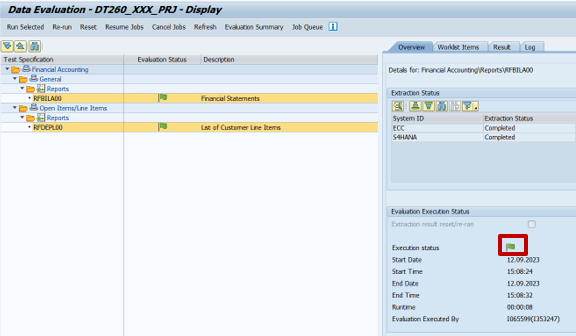 Data Evaluation - DT260_XXX_PRJ - Display
Run Selected Re-run Reset Resume Jobs Cancel Jobs Refresh Evaluation Summary Job Queue
Test Specification Evaluation Status Description
Financial Accounting
General
Reports
RFBILA00 Financial Statements
Open Items/Line Items
Reports
RFDEPL00 List of Customer Line Items
Overview Worklist Items Result Log
Details for: Financial Accounting\Reports\RFBILA00
Extraction Status
System ID Extraction Status
ECC Completed
S4HANA Completed
Evaluation Execution Status
Extraction result reset/re-ran
Execution status
Start Date 12.09.2023
Start Time 15:08:24
End Date 12.09.2023
End Time 15:08:32
Runtime 00:00:08
Evaluation Executed By I065599(I353247)